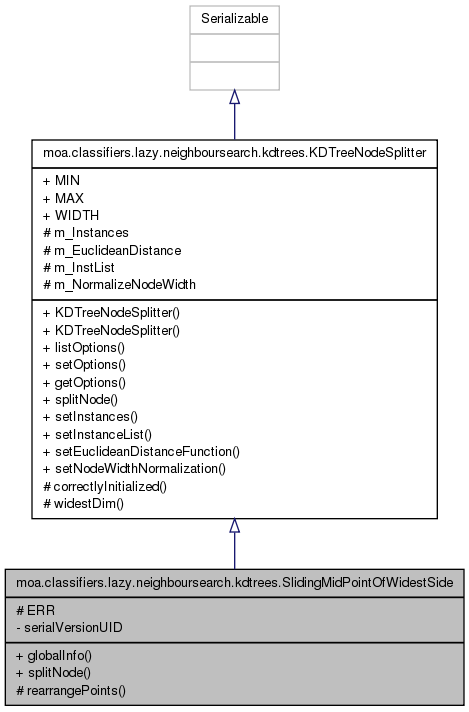 Serializable
moa.classifiers.lazy.neighboursearch.kdtrees.KDTreeNodeSplitter
+ MIN
+ MAX
+ WIDTH
# m_Instances
# m_EuclideanDistance
# m_InstList
# m_NormalizeNodeWidth
+ KDTreeNodeSplitter()
+ KDTreeNodeSplitter()
+ listOptions()
+ setOptions()
+ getOptions()
+ splitNode()
+ setInstances()
+ setInstanceList()
+ setEuclideanDistanceFunction()
+ setNodeWidthNormalization()
# correctlyInitialized()
# widestDim()
moa.classifiers.lazy.neighboursearch.kdtrees.SlidingMidPointOfWidestSide
# ERR
- serialVersionUID
+ globalInfo()
+ splitNode()
# rearrangePoints()